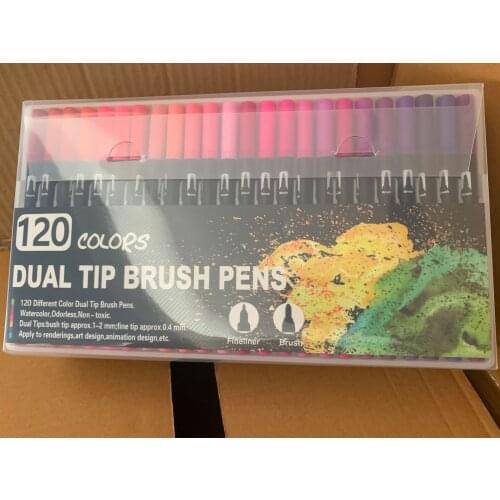 120 COLORS
DUAL TIP BRUSH PENS
120 Different Color Dual Tip Brush Pens.
Watercolor,Odorless,Non-toxic.
Dual Tips.bush tip approx.1-2 mm;fine tip approx.0.4 mm.
Apply to renderings,art design,animation design,etc.
Fineliner Brush